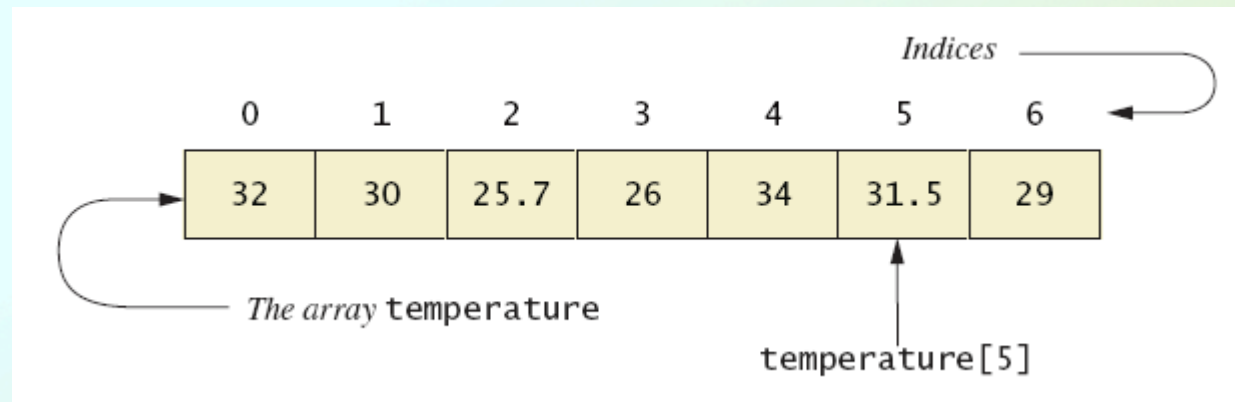 Indices
0 1 2 3 4 5 6
32 30 25.7 26 34 31.5 29
The array temperature
temperature[5]